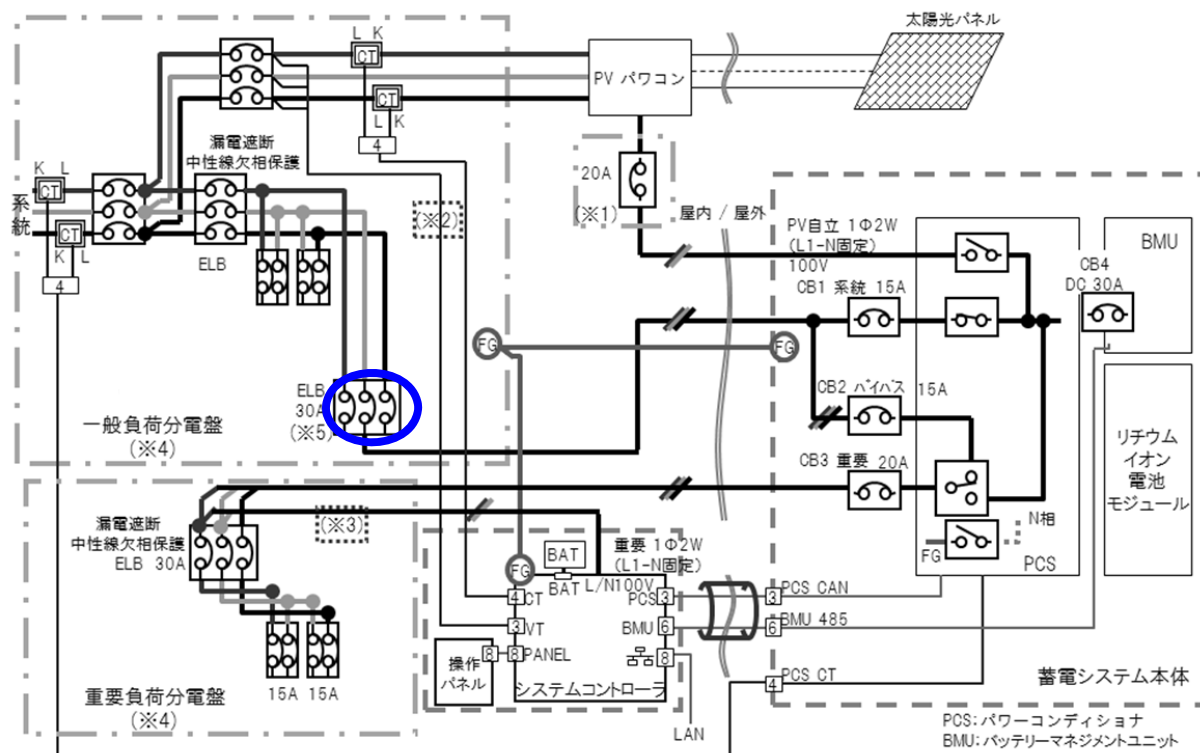 太陽光パネル
L K
CT
PV パワコン
CT
L K
4
漏電遮断
中性線欠相保護
K L
CT
系統
CT
K L
4
ELB
(※2)
20A
(※1)
屋内 / 屋外
PV自立 1Φ2W
(L1-N固定)
100V
CB1 系統 15A
BMU
CB4
DC 30A
FG
FG
ELB
30A
(※5)
CB2 バイパス 15A
一般負荷分電盤
(※4)
CB3 重要 20A
リチウム
イオン
電池
モジュール
N相
FG
PCS
漏電遮断
中性線欠相保護
ELB 30A
(※3)
重要 1Φ2W
(L1-N固定)
BAT
BAT
L/N100V
FG
4 CT
PCS 3
3 PCS CAN
3 VT
BMU 6
6 BMU 485
8 8 PANEL
8
操作
パネル
システムコントローラ
LAN
4 PCS CT
15A 15A
重要負荷分電盤
(※4)
蓄電システム本体
PCS:パワーコンディショナ
BMU:バッテリーマネジメントユニット